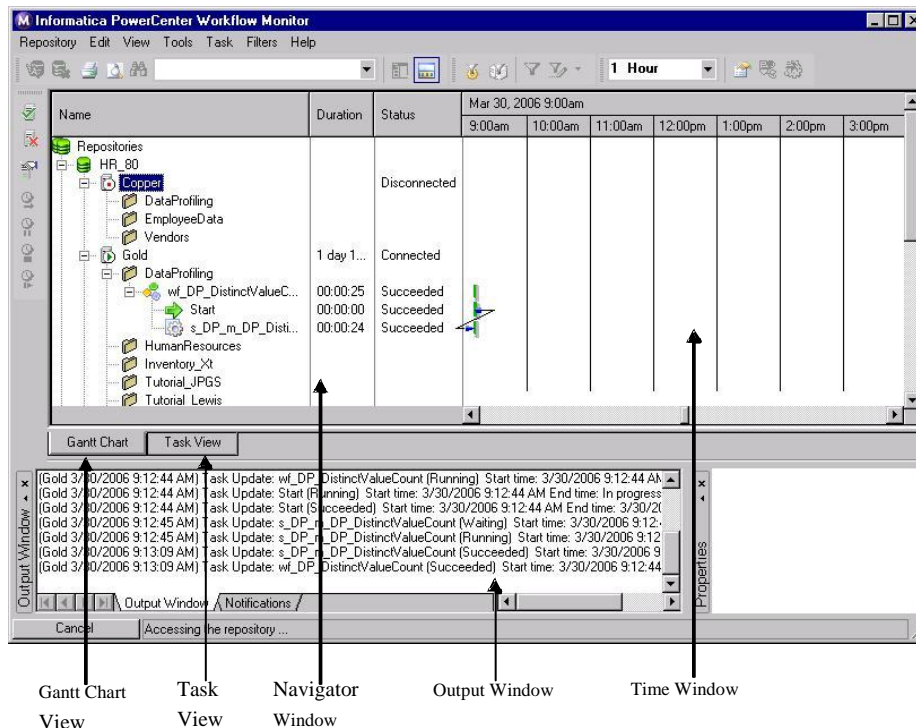 Informatica PowerCenter Workflow Monitor
Repository Edit View Tools Task Filters Help
1 Hour
Name Duration Status Mar 30, 2006 9:00am
9:00am 10:00am 11:00am 12:00pm 1:00pm 2:00pm 3:00pm
Repositories
HR_80
Copper Disconnected
DataProfiling
EmployeeData
Vendors
Gold 1 day 1... Connected
DataProfiling
wf_DP_DistinctValueC... 00:00:25 Succeeded
Start 00:00:00 Succeeded
s_DP_m_DP_Disti... 00:00:24 Succeeded
HumanResources
Inventory_Xt
Tutorial_JPGS
Tutorial_Lewis
Gantt Chart Task View
Output Window
(Gold 3/30/2006 9:12:44 AM) Task Update: wf_DP_DistinctValueCount (Running) Start time: 3/30/2006 9:12:44 AM
(Gold 3/30/2006 9:12:44 AM) Task Update: Start (Running) Start time: 3/30/2006 9:12:44 AM End time: In progress
(Gold 3/30/2006 9:12:44 AM) Task Update: Start (Succeeded) Start time: 3/30/2006 9:12:44 AM End time: 3/30/20
(Gold 3/30/2006 9:12:45 AM) Task Update: s_DP_m_DP_DistinctValueCount (Waiting) Start time: 3/30/2006 9:12:
(Gold 3/30/2006 9:12:45 AM) Task Update: s_DP_m_DP_DistinctValueCount (Running) Start time: 3/30/2006 9:12
(Gold 3/30/2006 9:13:09 AM) Task Update: s_DP_m_DP_DistinctValueCount (Succeeded) Start time: 3/30/2006 9
(Gold 3/30/2006 9:13:09 AM) Task Update: wf_DP_DistinctValueCount (Succeeded) Start time: 3/30/2006 9:12:44
Properties
Output Window Notifications
Cancel Accessing the repository ...
Gantt Chart Task Navigator Output Window Time Window
View View Window